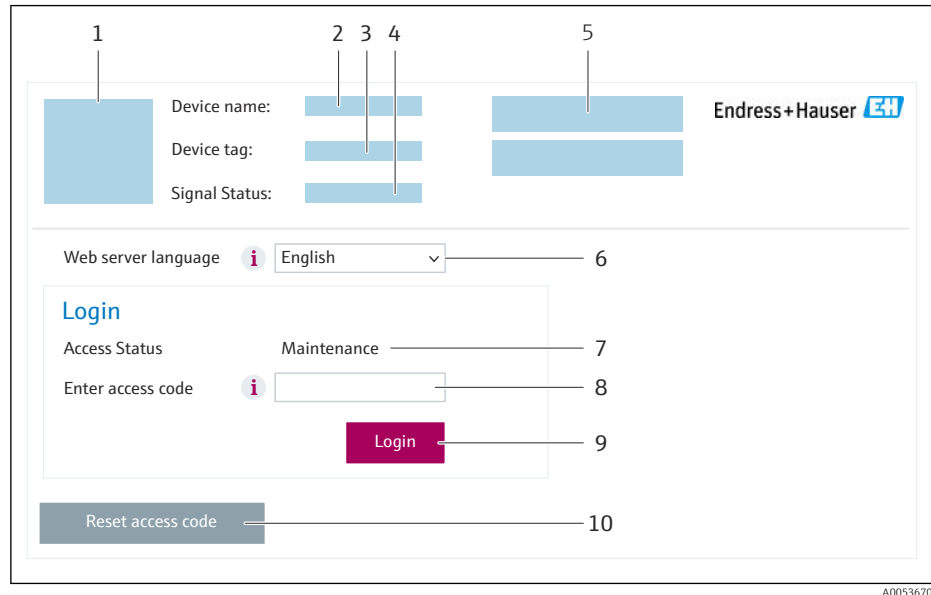 1 2 3 4 5
Device name:
Endress+Hauser EH
Device tag:
Signal Status:
Web server language i English 6
Login
Access Status Maintenance 7
Enter access code i 8
Login 9
Reset access code 10
A0053670